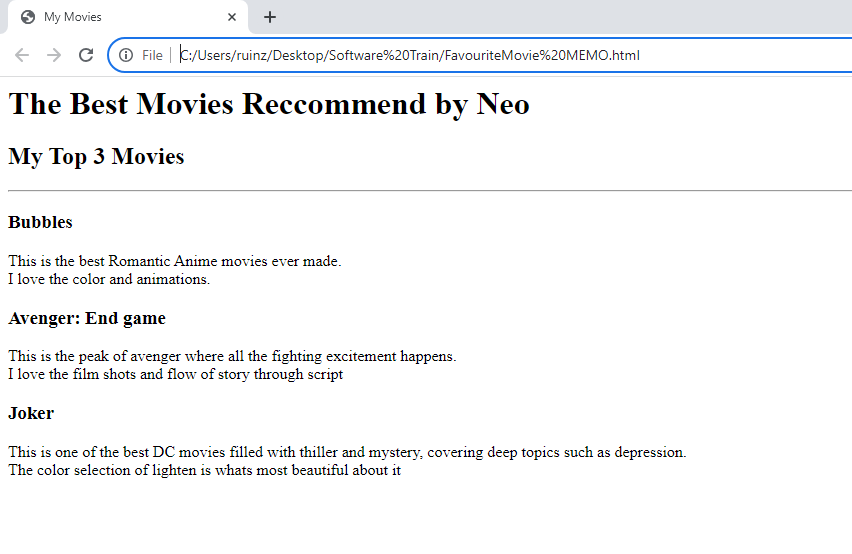 My Movies
File | C:/Users/ruinz/Desktop/Software%20Train/FavouriteMovie%20MEMO.html
The Best Movies Reccommend by Neo
My Top 3 Movies
Bubbles
This is the best Romantic Anime movies ever made.
I love the color and animations.
Avenger: End game
This is the peak of avenger where all the fighting excitement happens.
I love the film shots and flow of story through script
Joker
This is one of the best DC movies filled with thiller and mystery, covering deep topics such as depression.
The color selection of lighten is whats most beautiful about it